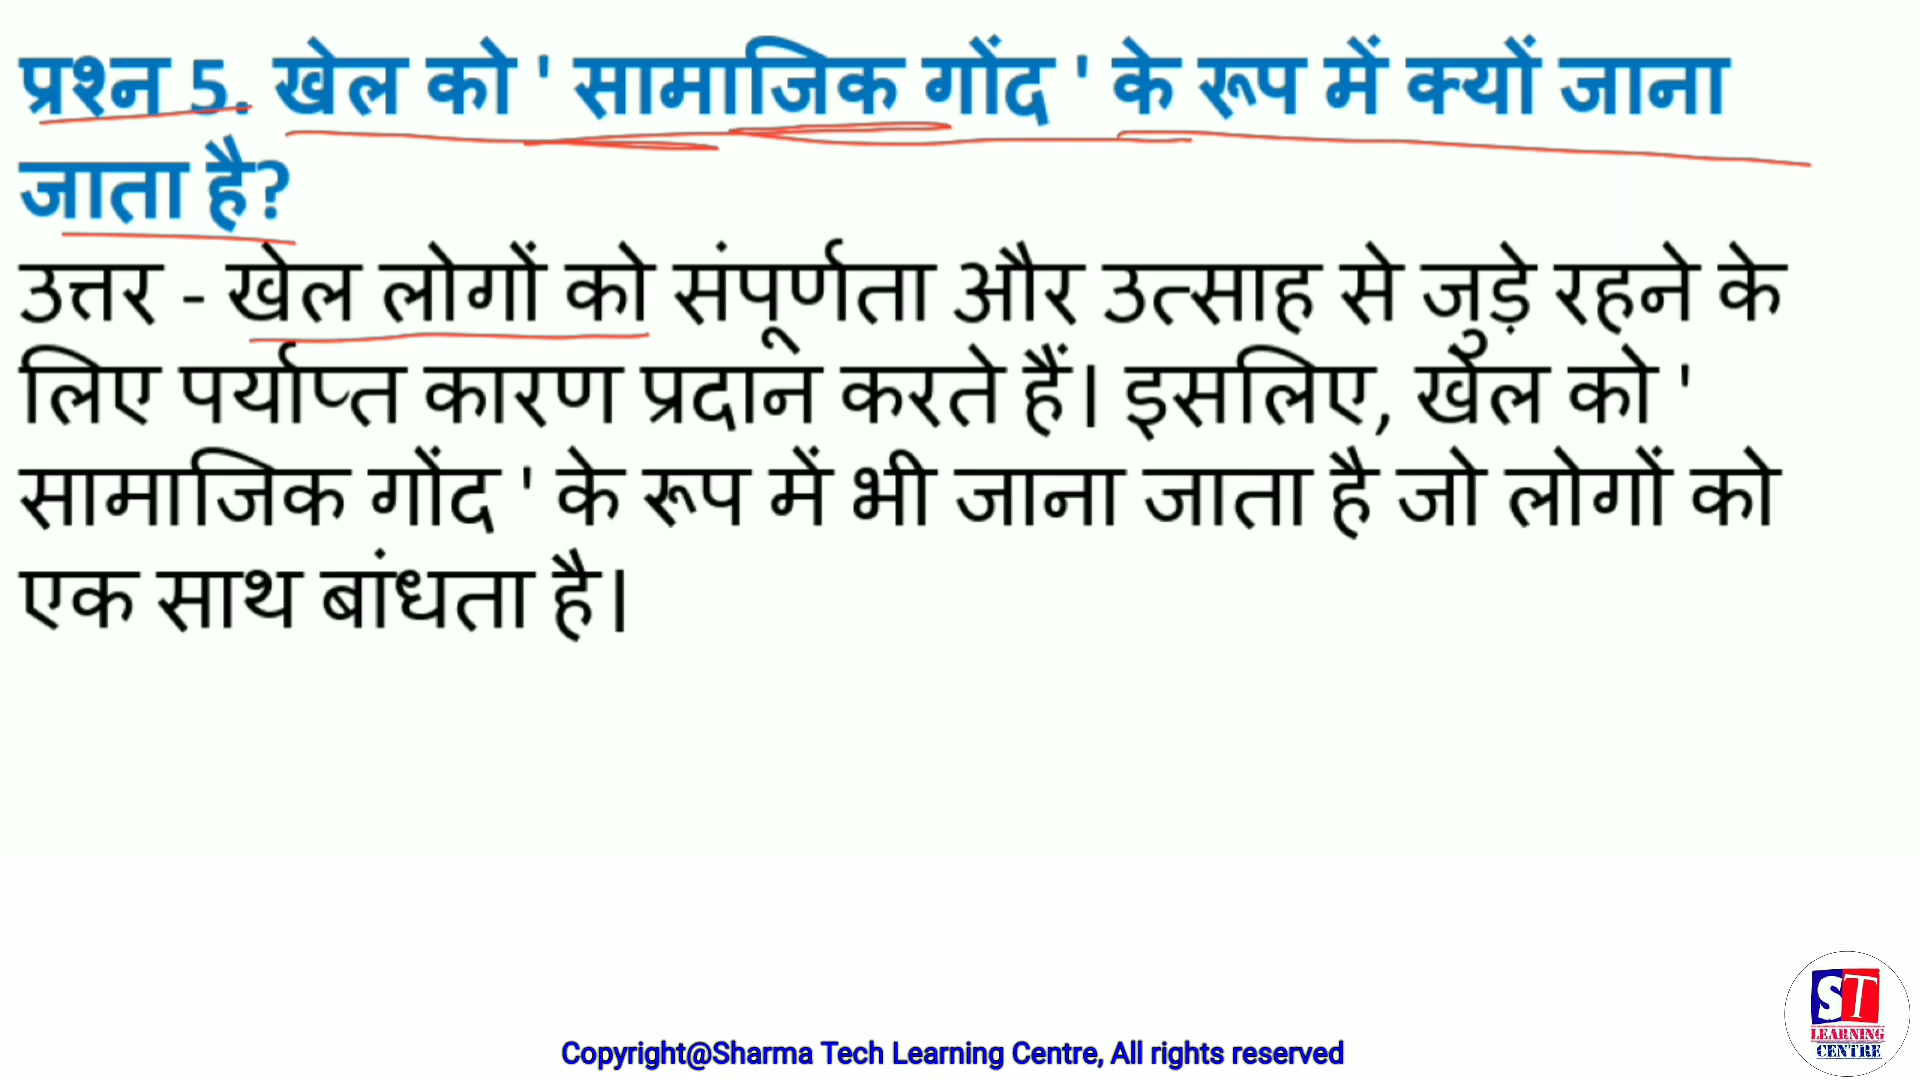 प्रश्न 5. खेल को ' सामाजिक गोंद ' के रूप में क्यों जाना
जाता है?
उत्तर - खेल लोगों को संपूर्णता और उत्साह से जुड़े रहने के
लिए पर्याप्त कारण प्रदान करते हैं। इसलिए, खेल को '
सामाजिक गोंद ' के रूप में भी जाना जाता है जो लोगों को
एक साथ बांधता है।
ST
LEARNING
CENTRE
Copyright@Sharma Tech Learning Centre, All rights reserved